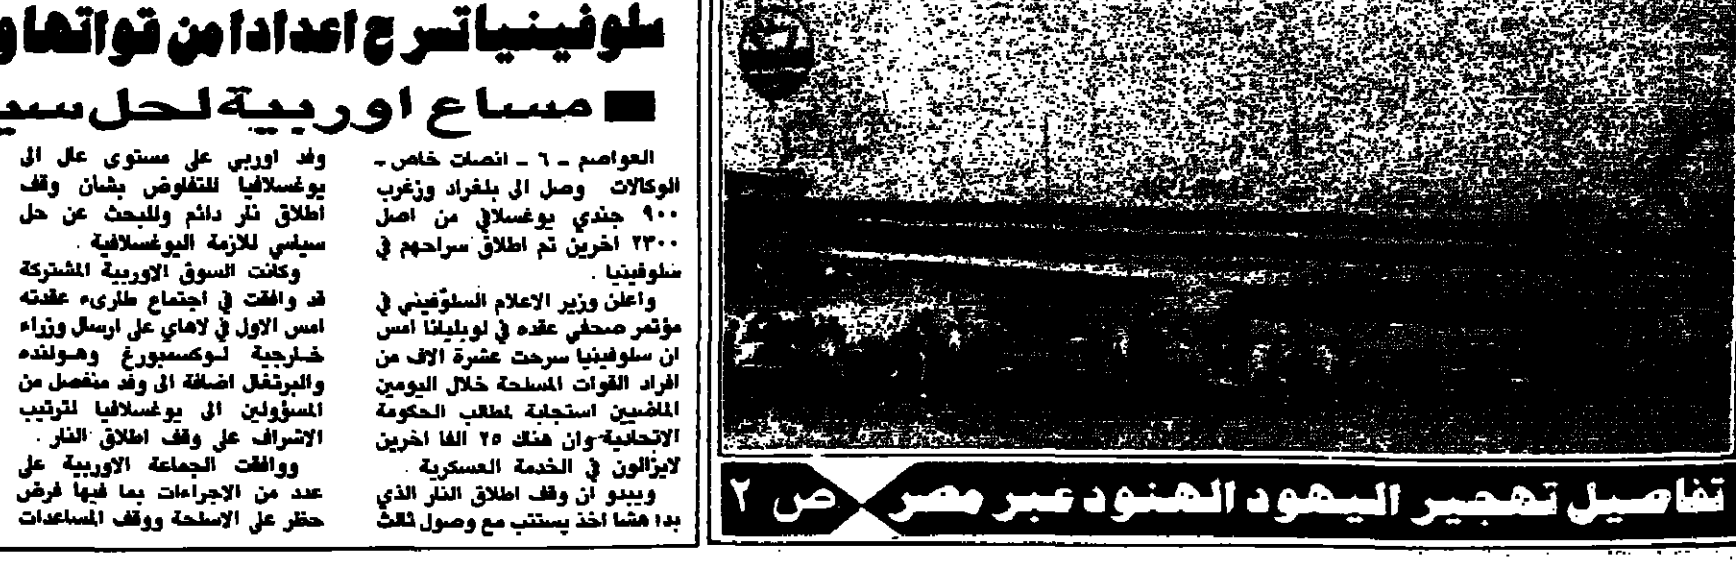 سلوفينيا تسرح اعدادا من قواتها و
مساع اوربية لحل سيـ
العواصم - ٦ - انصات خاص -
الوكالات وصل الى بلغراد وزغرب
٩٠٠ جندي يوغسلافي من اصل
٢٣٠٠ اخرين تم اطلاق سراحهم في
سلوفينيا .
واعلن وزير الاعلام السلوفيني في
مؤتمر صحفي عقده في لوبليانا امس
ان سلوفينيا سرحت عشرة الاف من
افراد القوات المسلحة خلال اليومين
الماضيين استجابة لمطالب الحكومة
الاتحادية وان هناك ٢٥ الفا اخرين
لايزالون في الخدمة العسكرية .
ويبدو ان وقف اطلاق النار الذي
بدا هشا اخذ يستتب مع وصول ثالث
وفد اوربي على مستوى عال الى
يوغسلافيا للتفاوض بشان وقف
اطلاق نار دائم وللبحث عن حل
سياسي للازمة اليوغسلافية .
وكانت السوق الاوربية المشتركة
قد وافقت في اجتماع طارىء عقدته
امس الاول في لاهاي على ارسال وزراء
خارجية لوكسمبورغ وهولنده
والبرتغال اضافة الى وفد منفصل من
المسؤولين الى يوغسلافيا لترتيب
الاشراف على وقف اطلاق النار .
ووافقت الجماعة الاوربية على
عدد من الاجراءات بما فيها فرض
حظر على الاسلحة ووقف المساعدات
تفاصيل تهجير اليهود الهنود عبر مصر ص ٢